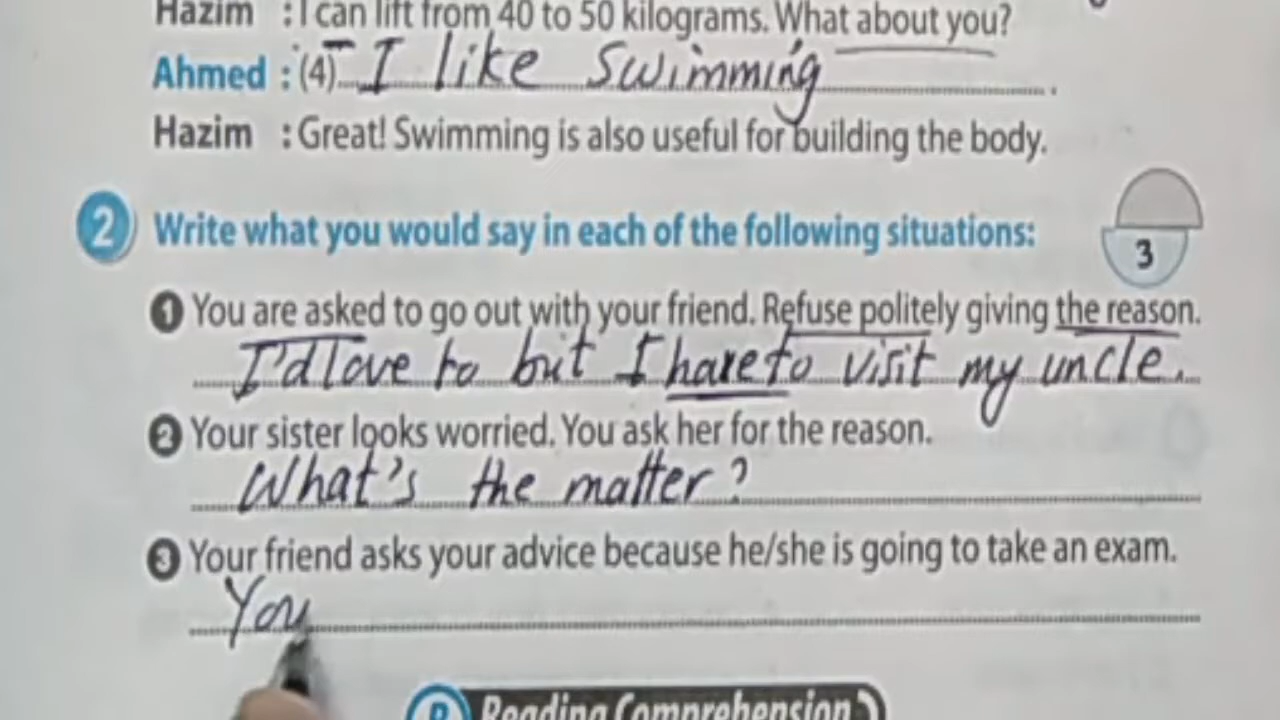 Hazim : I can lift from 40 to 50 kilograms. What about you?
Ahmed : (4) I like swimming.
Hazim : Great! Swimming is also useful for building the body.
2 Write what you would say in each of the following situations:
3
1 You are asked to go out with your friend. Refuse politely giving the reason.
I'd love to but I have to visit my uncle.
2 Your sister looks worried. You ask her for the reason.
What's the matter?
3 Your friend asks your advice because he/she is going to take an exam.
You
B Reading Comprehension